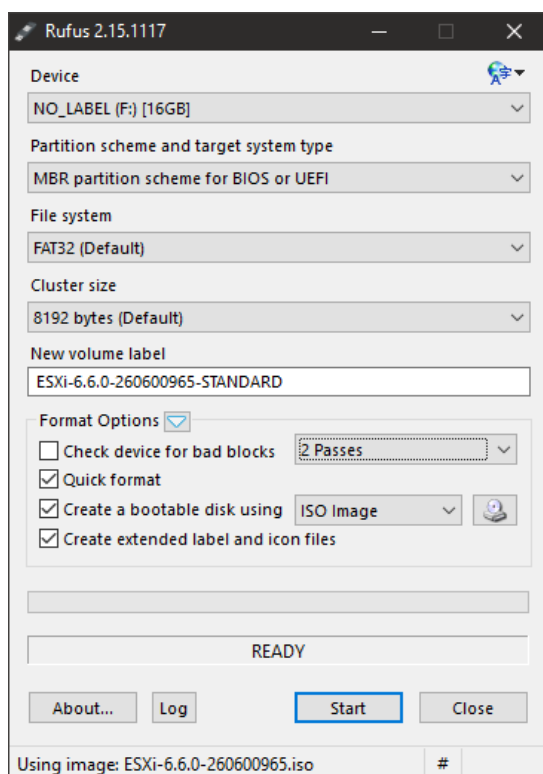 Rufus 2.15.1117
Device
NO_LABEL (F:) [16GB]
Partition scheme and target system type
MBR partition scheme for BIOS or UEFI
File system
FAT32 (Default)
Cluster size
8192 bytes (Default)
New volume label
ESXi-6.6.0-260600965-STANDARD
Format Options
Check device for bad blocks 2 Passes
Quick format
Create a bootable disk using ISO Image
Create extended label and icon files
READY
About... Log Start Close
Using image: ESXi-6.6.0-260600965.iso #